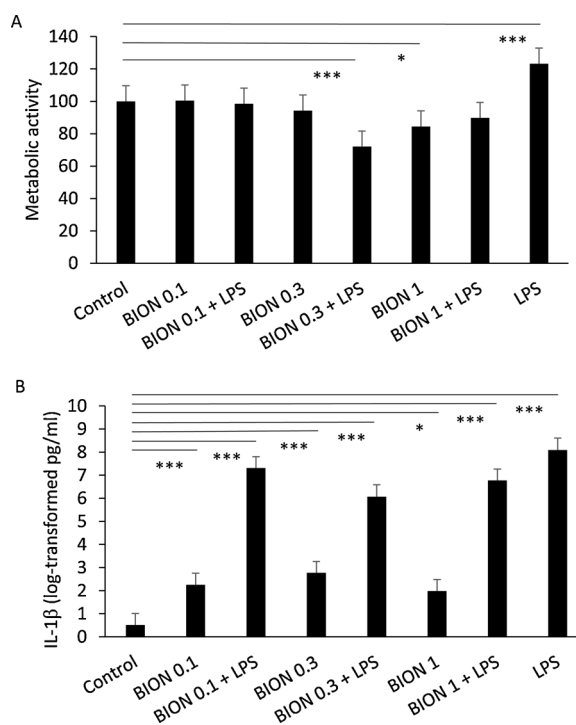 A
Metabolic activity
140
120
100
80
60
40
20
0
***
*
***
Control
BION 0.1
BION 0.1 + LPS
BION 0.3
BION 0.3 + LPS
BION 1
BION 1 + LPS
LPS
B
IL-1β (log-transformed pg/ml)
10
9
8
7
6
5
4
3
2
1
0
***
***
***
***
*
***
***
Control
BION 0.1
BION 0.1 + LPS
BION 0.3
BION 0.3 + LPS
BION 1
BION 1 + LPS
LPS